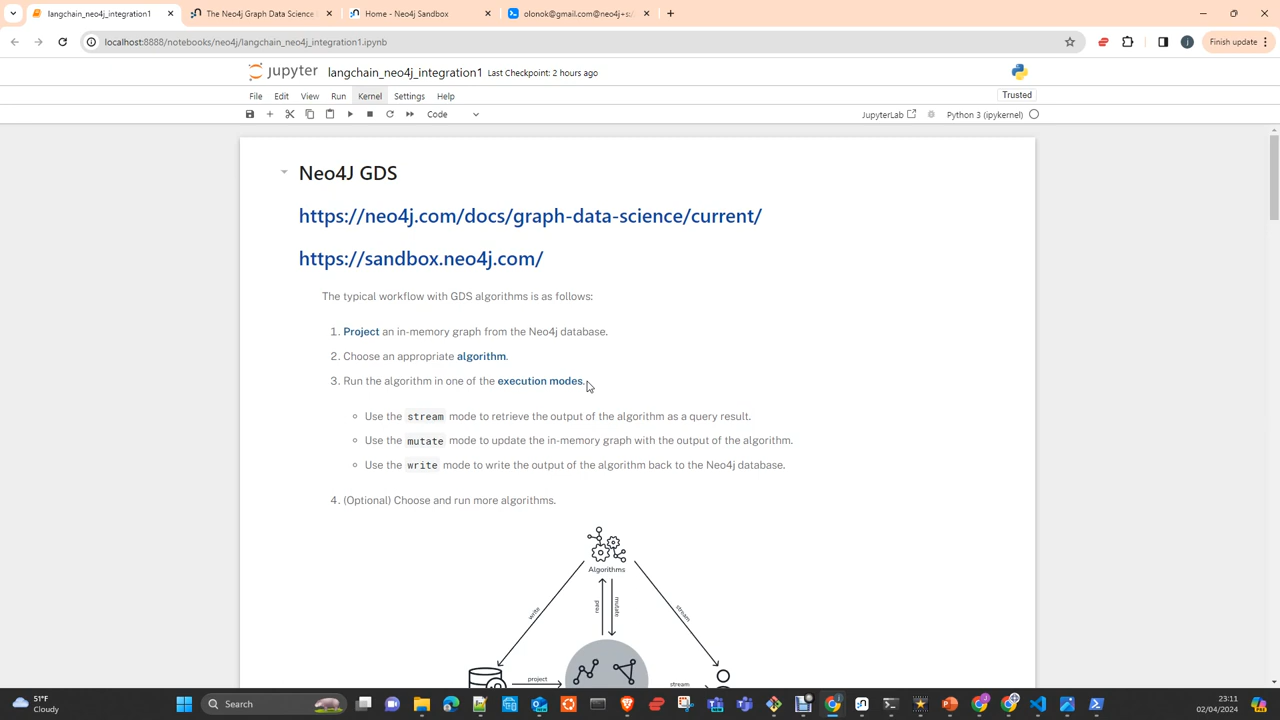 langchain_neo4j_integration1
The Neo4j Graph Data Science
Home - Neo4j Sandbox
olonok@gmail.com@neo4j+s:/
localhost:8888/notebooks/neo4j/langchain_neo4j_integration1.ipynb
Finish update
jupyter langchain_neo4j_integration1 Last Checkpoint: 2 hours ago
File Edit View Run Kernel Settings Help
Trusted
Code
JupyterLab
Python 3 (ipykernel)
Neo4J GDS
https://neo4j.com/docs/graph-data-science/current/
https://sandbox.neo4j.com/
The typical workflow with GDS algorithms is as follows:
1. Project an in-memory graph from the Neo4j database.
2. Choose an appropriate algorithm.
3. Run the algorithm in one of the execution modes.
Use the stream mode to retrieve the output of the algorithm as a query result.
Use the mutate mode to update the in-memory graph with the output of the algorithm.
Use the write mode to write the output of the algorithm back to the Neo4j database.
4. (Optional) Choose and run more algorithms.
Algorithms
write
read
mutate
stream
project
stream
51°F
Cloudy
Search
23:11
02/04/2024